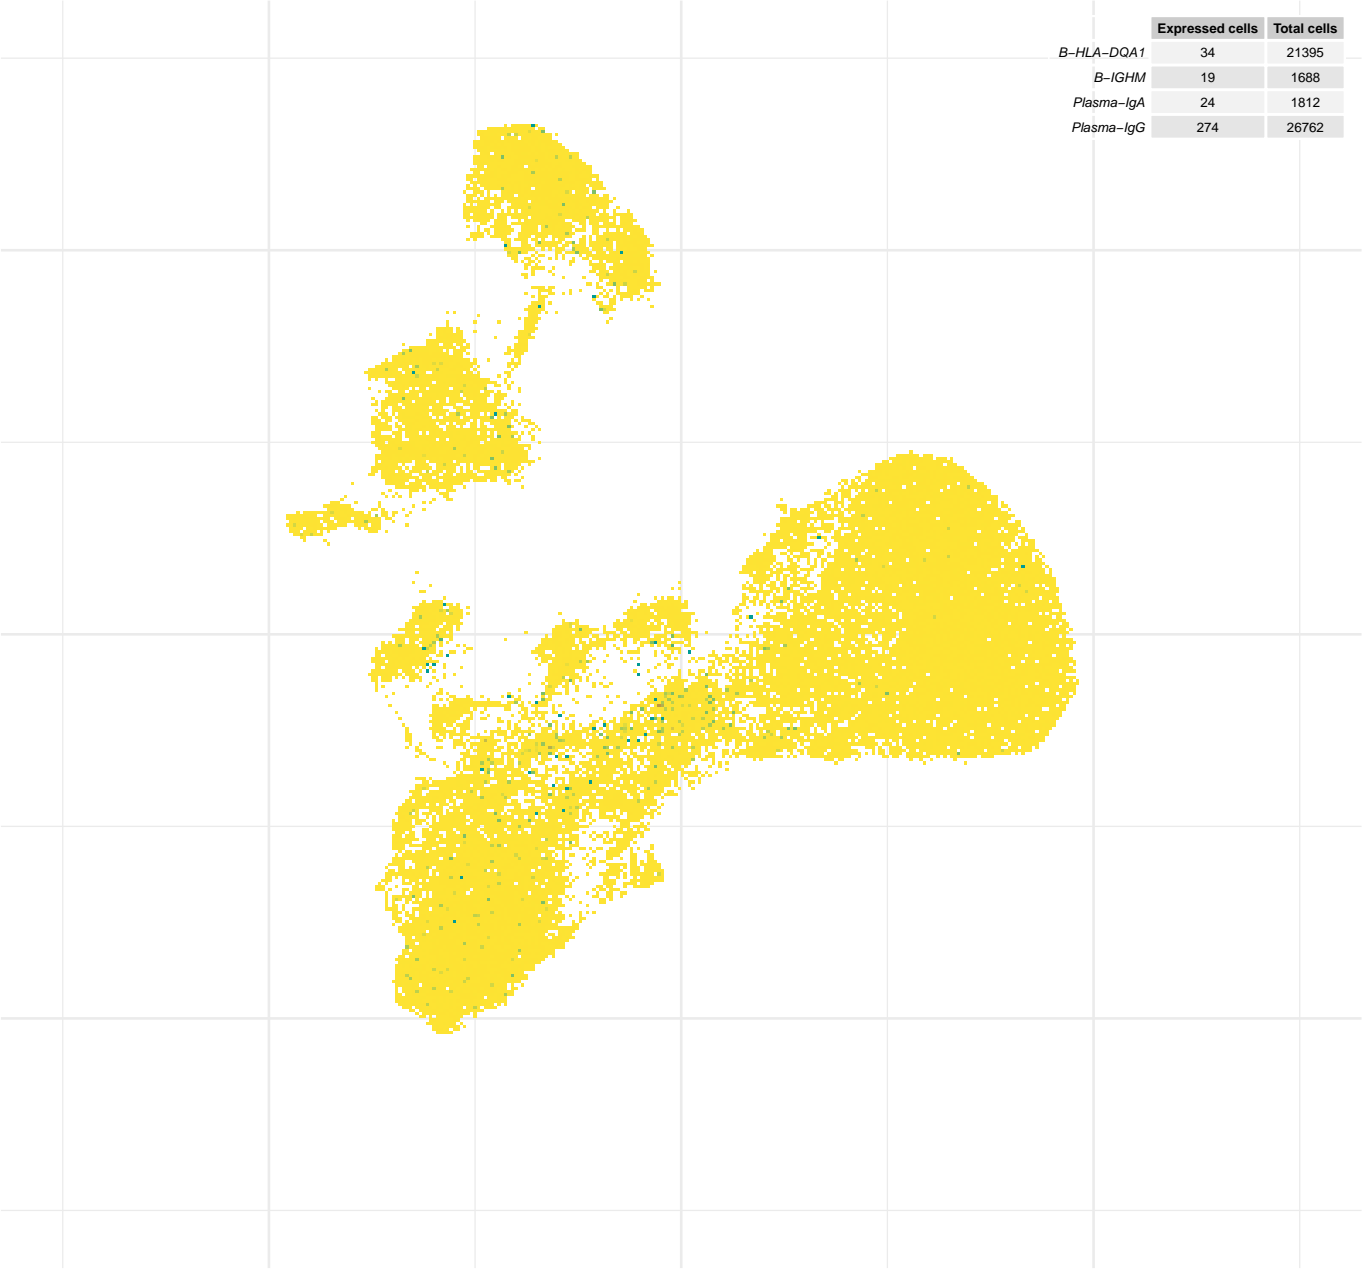 Expressed cells Total cells
B−HLA−DQA1 34 21395
B−IGHM 19 1688
Plasma−IgA 24 1812
Plasma−IgG 274 26762